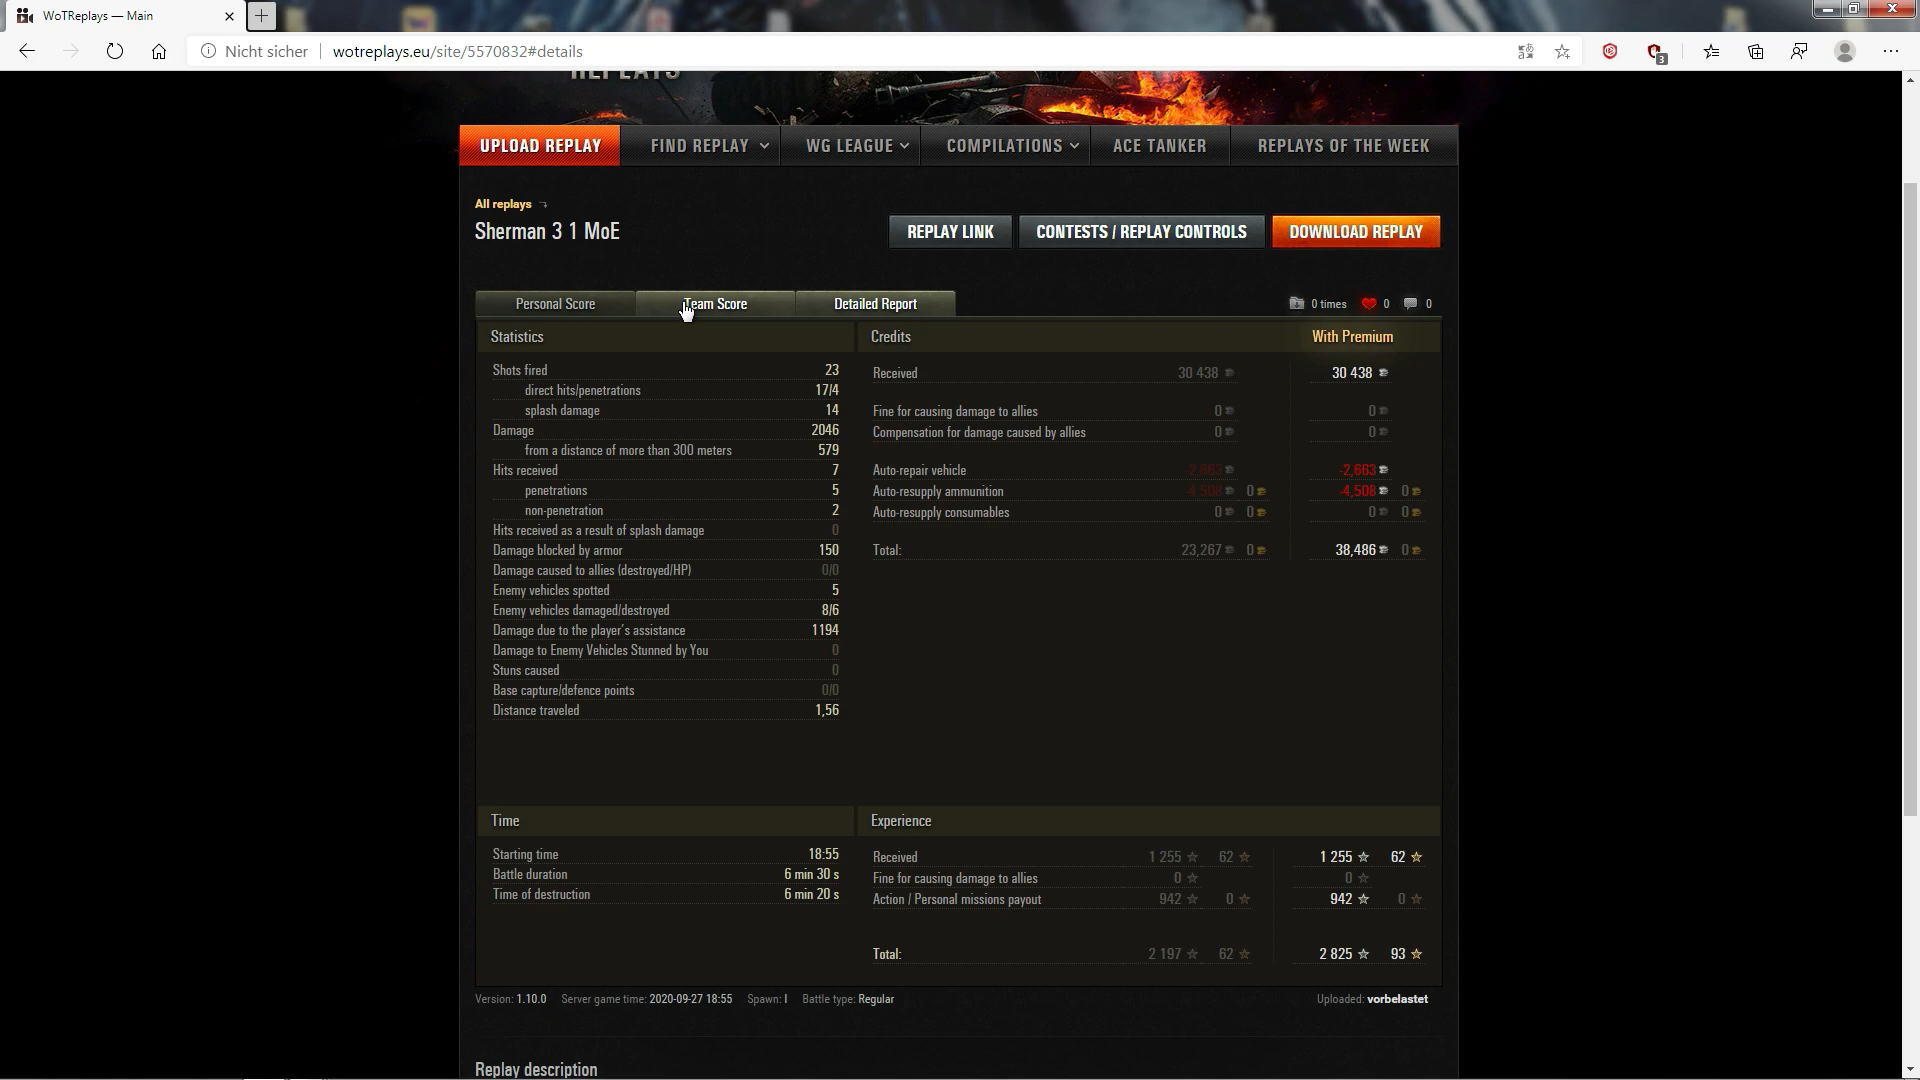 WoTReplays — Main
Nicht sicher wotreplays.eu/site/5570832#details
3
REPLAYS
UPLOAD REPLAY FIND REPLAY WG LEAGUE COMPILATIONS ACE TANKER REPLAYS OF THE WEEK
All replays
Sherman 3 1 MoE
REPLAY LINK CONTESTS / REPLAY CONTROLS DOWNLOAD REPLAY
Personal Score Team Score Detailed Report 0 times 0 0
Statistics
Shots fired 23
direct hits/penetrations 17/4
splash damage 14
Damage 2046
from a distance of more than 300 meters 579
Hits received 7
penetrations 5
non-penetration 2
Hits received as a result of splash damage 0
Damage blocked by armor 150
Damage caused to allies (destroyed/HP) 0/0
Enemy vehicles spotted 5
Enemy vehicles damaged/destroyed 8/6
Damage due to the player's assistance 1194
Damage to Enemy Vehicles Stunned by You 0
Stuns caused 0
Base capture/defence points 0/0
Distance traveled 1,56
Credits With Premium
Received 30 438 30 438
Fine for causing damage to allies 0 0
Compensation for damage caused by allies 0 0
Auto-repair vehicle -2,663 -2,663
Auto-resupply ammunition -4,508 0 -4,508 0
Auto-resupply consumables 0 0 0 0
Total: 23,267 0 38,486 0
Time
Starting time 18:55
Battle duration 6 min 30 s
Time of destruction 6 min 20 s
Experience
Received 1 255 62 1 255 62
Fine for causing damage to allies 0 0
Action / Personal missions payout 942 0 942 0
Total: 2 197 62 2 825 93
Version: 1.10.0 Server game time: 2020-09-27 18:55 Spawn: I Battle type: Regular Uploaded: vorbelastet
Replay description